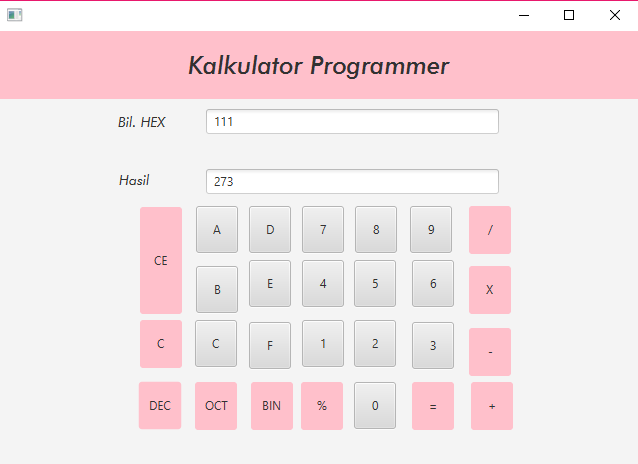 Kalkulator Programmer
Bil. HEX 111
Hasil 273
CE A D 7 8 9 /
B E 4 5 6 X
C C F 1 2 3 -
DEC OCT BIN % 0 = +